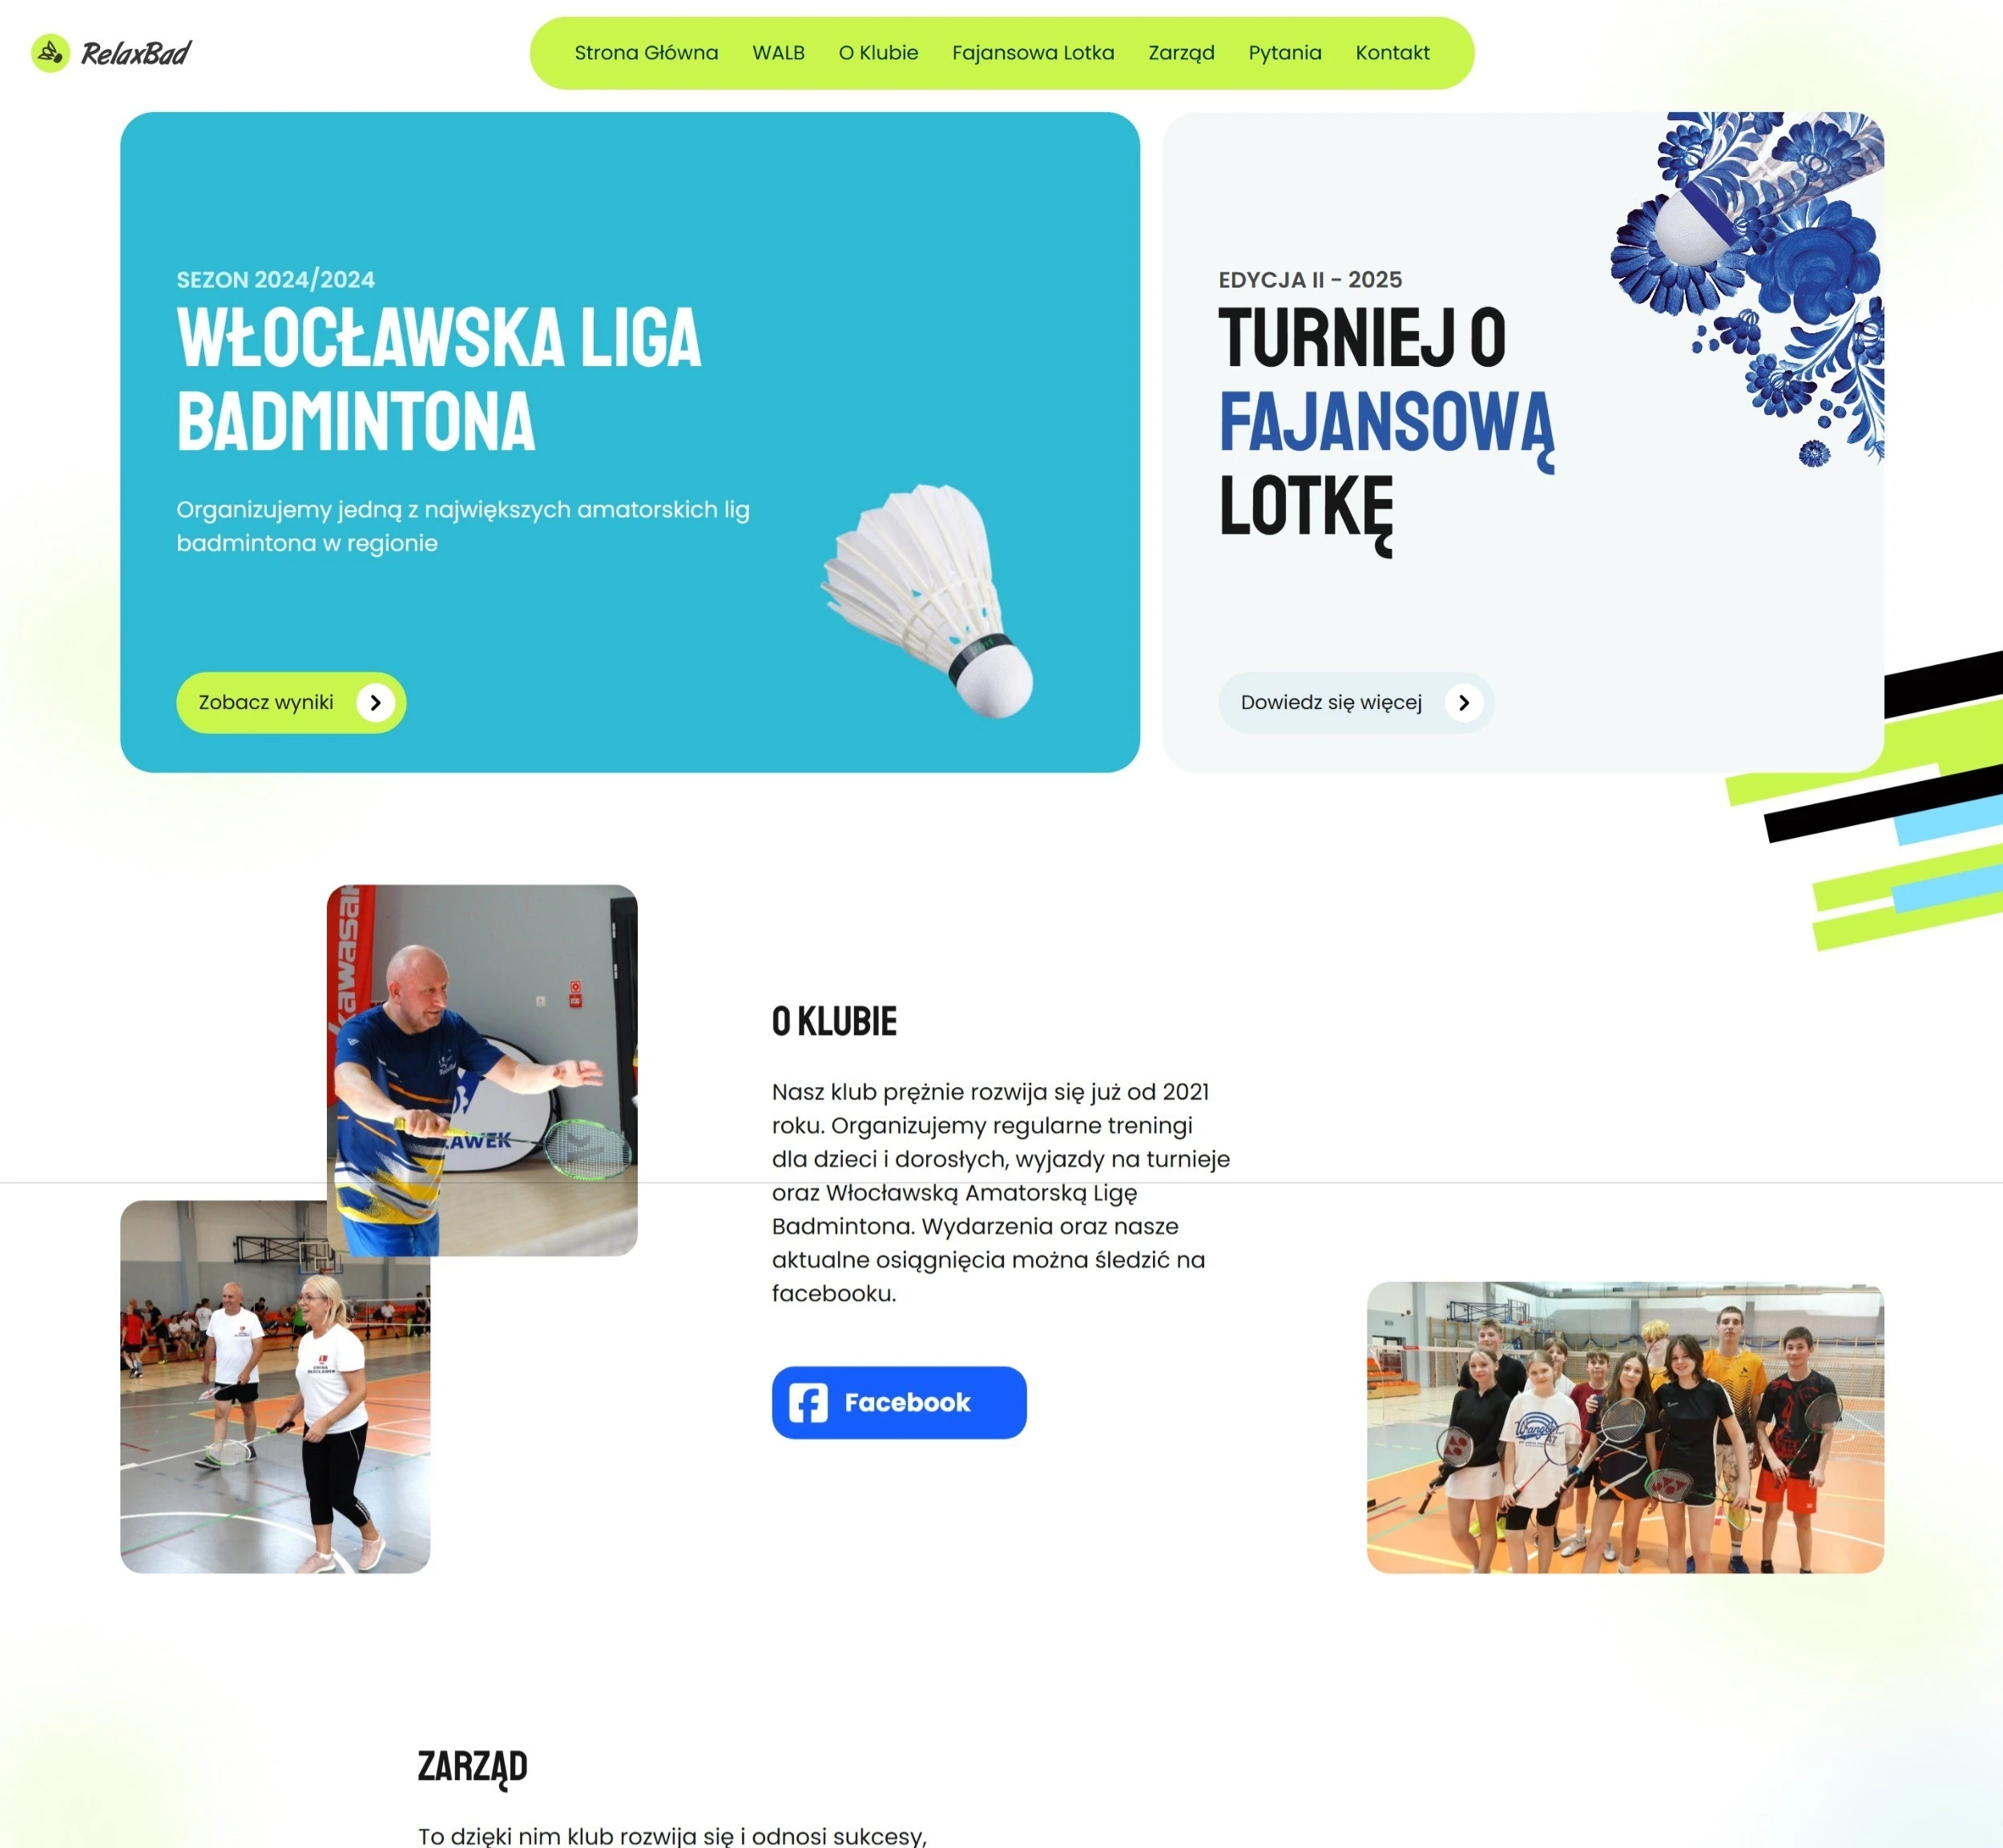 RelaxBad
Strona Główna WALB O Klubie Fajansowa Lotka Zarząd Pytania Kontakt
SEZON 2024/2024
WŁOCŁAWSKA LIGA
BADMINTONA
Organizujemy jedną z największych amatorskich lig
badmintona w regionie
Zobacz wyniki
EDYCJA II - 2025
TURNIEJ O
FAJANSOWĄ
LOTKĘ
Dowiedz się więcej
kawasaki
AWEK
O KLUBIE
Nasz klub prężnie rozwija się już od 2021
roku. Organizujemy regularne treningi
dla dzieci i dorosłych, wyjazdy na turnieje
oraz Włocławską Amatorską Ligę
Badmintona. Wydarzenia oraz nasze
aktualne osiągnięcia można śledzić na
facebooku.
Facebook
Wrangler
47
ZARZĄD
To dzięki nim klub rozwija się i odnosi sukcesy,